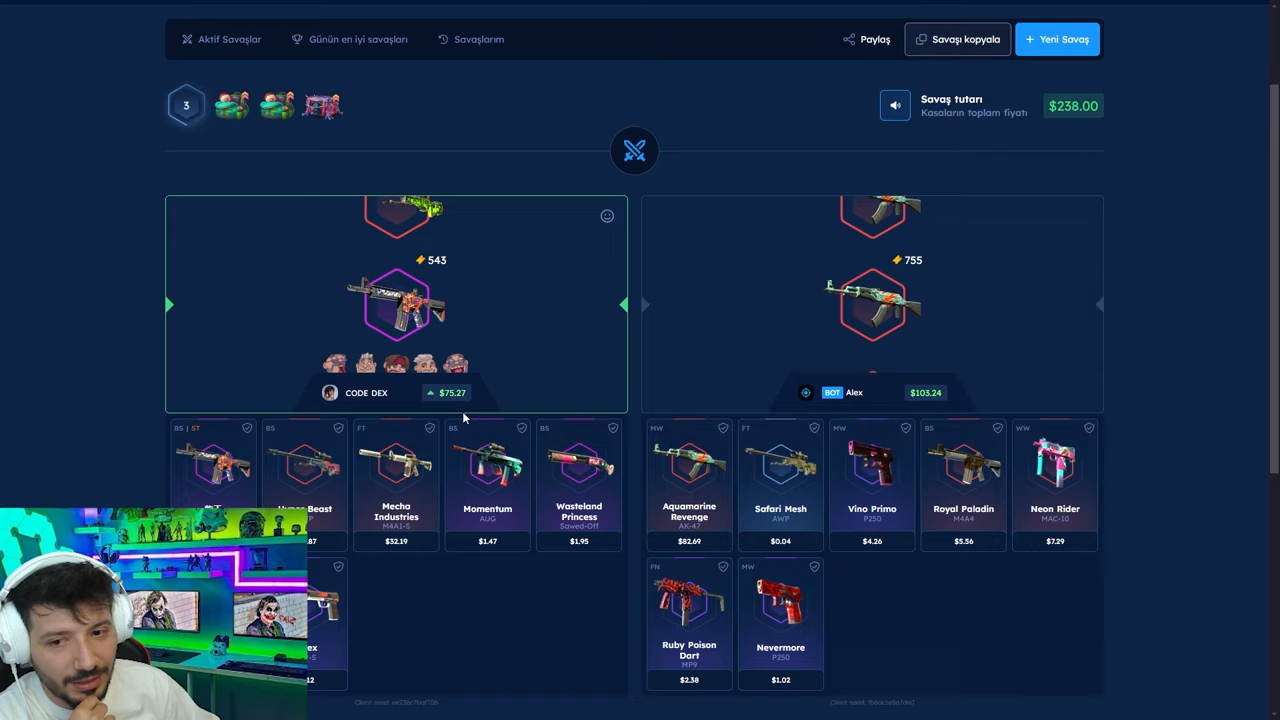 Aktif Savaşlar
Günün en iyi savaşları
Savaşlarım
Paylaş
Savaşı kopyala
+ Yeni Savaş
3
Savaş tutarı
Kasaların toplam fiyatı
$238.00
543
755
CODE DEX
$75.27
BOT Alex
$103.24
BS | ST
BS
FT
BS
BS
MW
FT
MW
BS
WW
Beast
Mecha Industries
M4A1-S
$32.19
Momentum
AUG
$1.47
Wasteland Princess
Sawed-Off
$1.95
Aquamarine Revenge
AK-47
$82.69
Safari Mesh
AWP
$0.04
Vino Primo
P250
$4.26
Royal Paladin
M4A4
$5.56
Neon Rider
MAC-10
$7.29
FN
MW
Ruby Poison Dart
MP9
$2.38
Nevermore
P250
$1.02